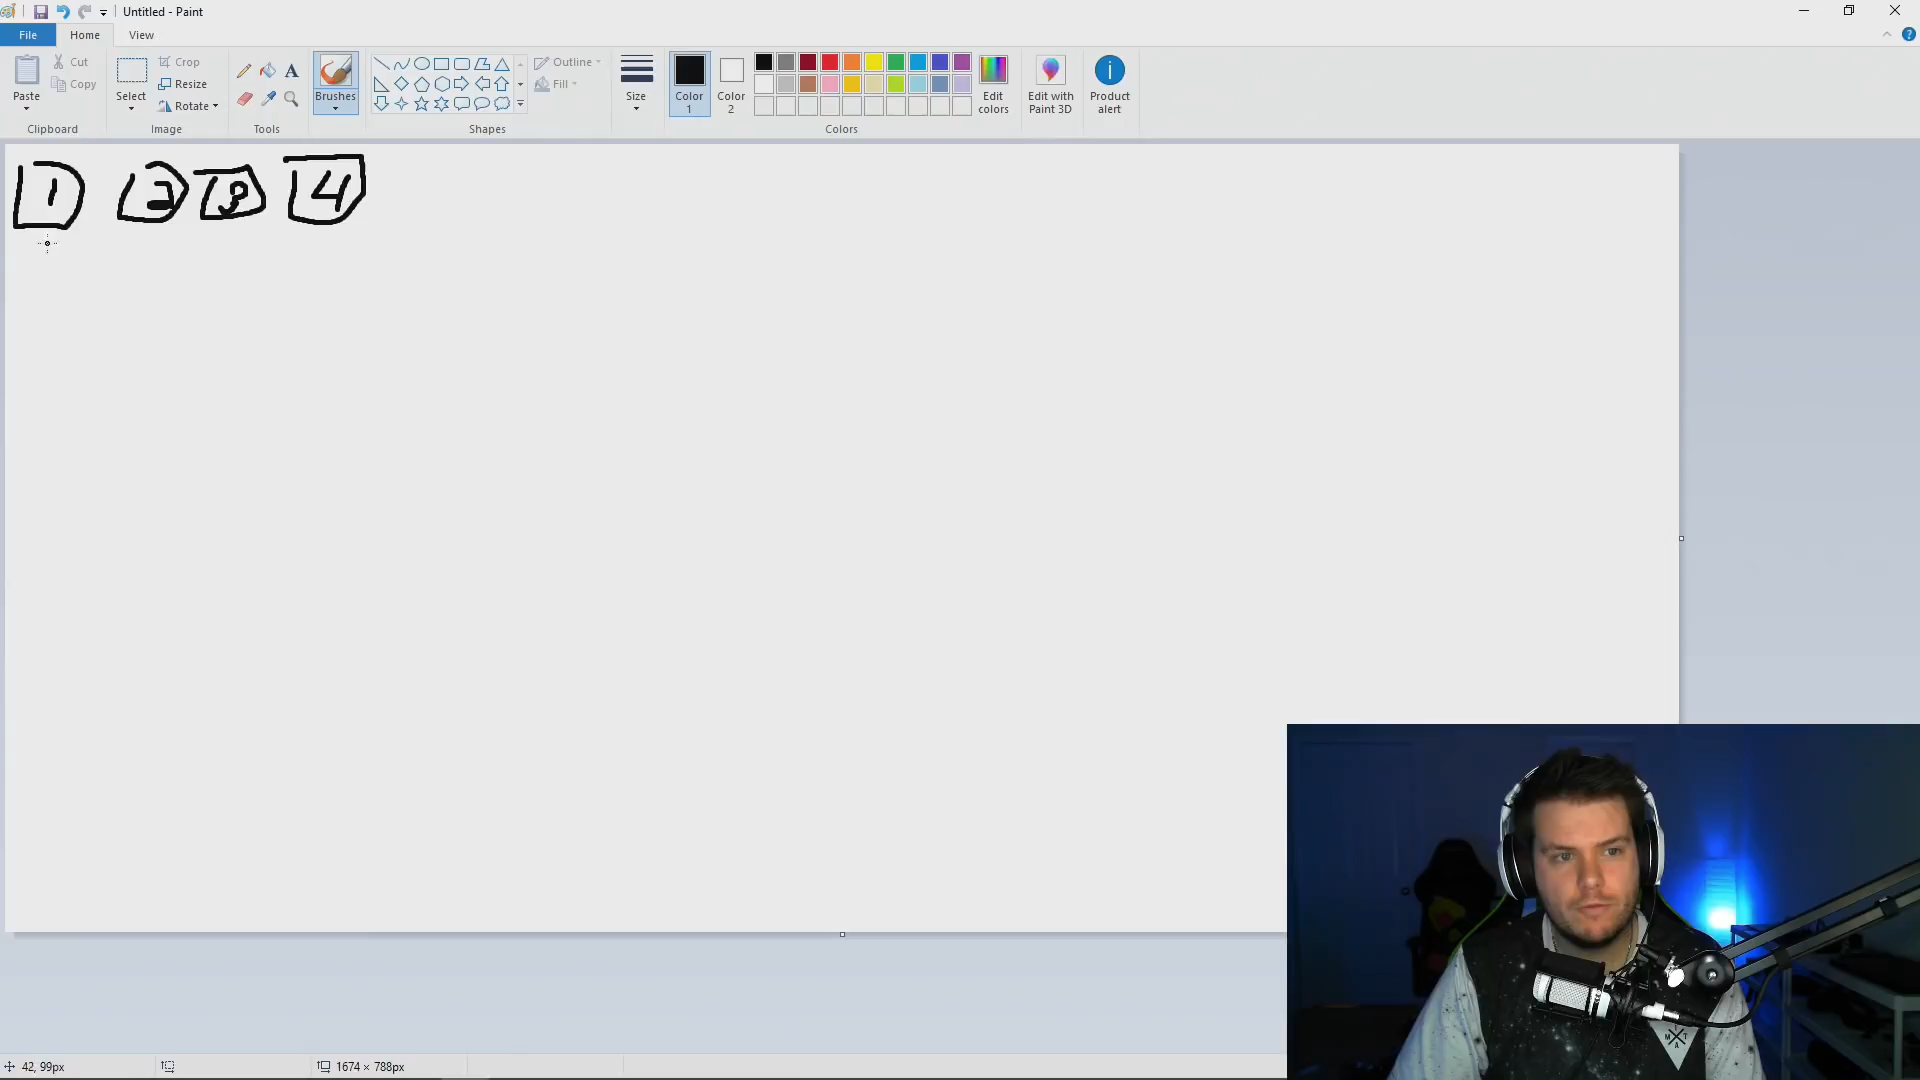 Untitled - Paint
File Home View
Paste
Cut
Copy
Clipboard
Select
Crop
Resize
Rotate
Image
A
Tools
Brushes
Shapes
Outline
Fill
Size
Color 1
Color 2
Edit colors
Colors
Edit with Paint 3D
Product alert
1 2 3 4
42, 99px
1674 × 788px